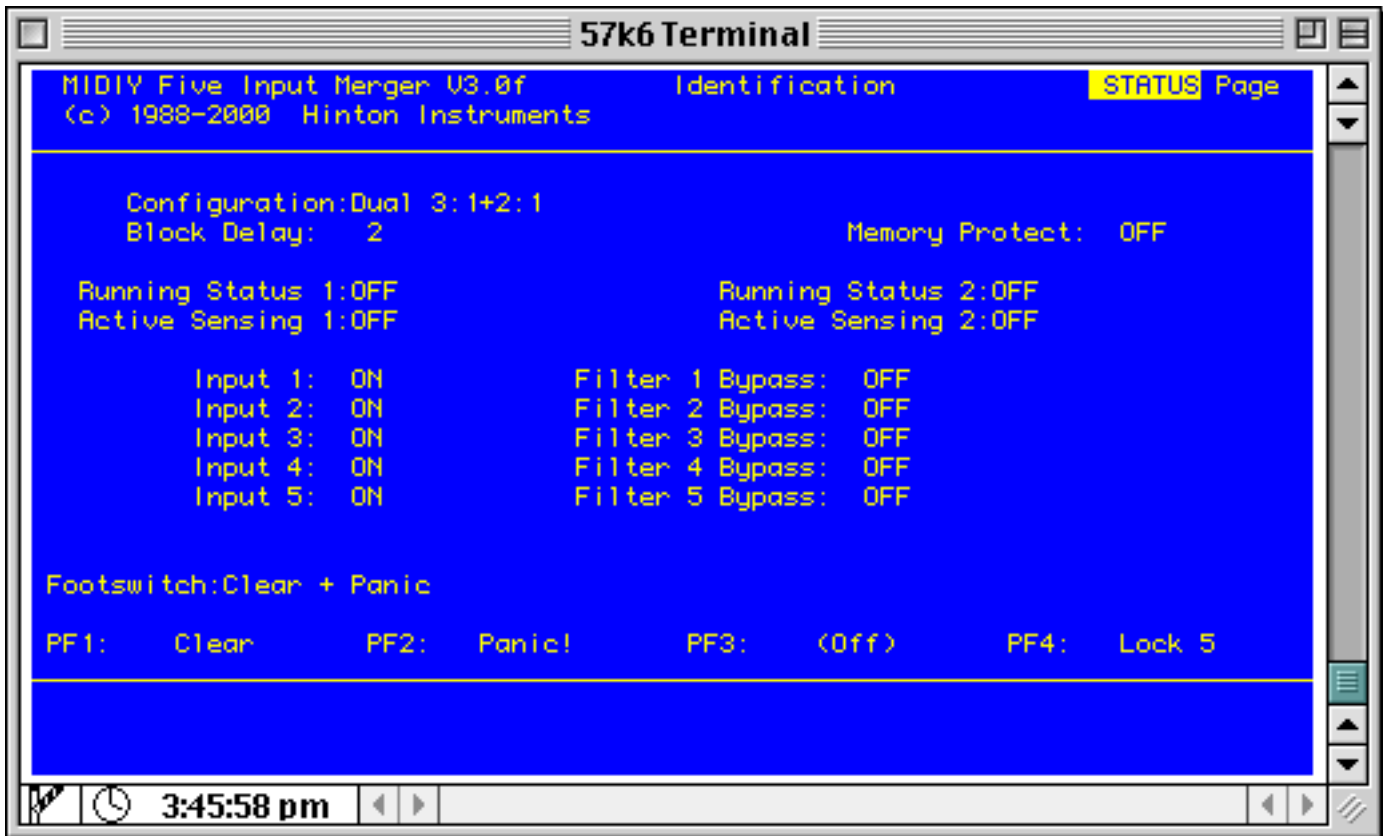 57k6 Terminal
MIDIY Five Input Merger V3.0f Identification STATUS Page
(c) 1988-2000 Hinton Instruments
Configuration:Dual 3:1+2:1
Block Delay: 2 Memory Protect: OFF
Running Status 1:OFF Running Status 2:OFF
Active Sensing 1:OFF Active Sensing 2:OFF
Input 1: ON Filter 1 Bypass: OFF
Input 2: ON Filter 2 Bypass: OFF
Input 3: ON Filter 3 Bypass: OFF
Input 4: ON Filter 4 Bypass: OFF
Input 5: ON Filter 5 Bypass: OFF
Footswitch:Clear + Panic
PF1: Clear PF2: Panic! PF3: (Off) PF4: Lock 5
3:45:58 pm